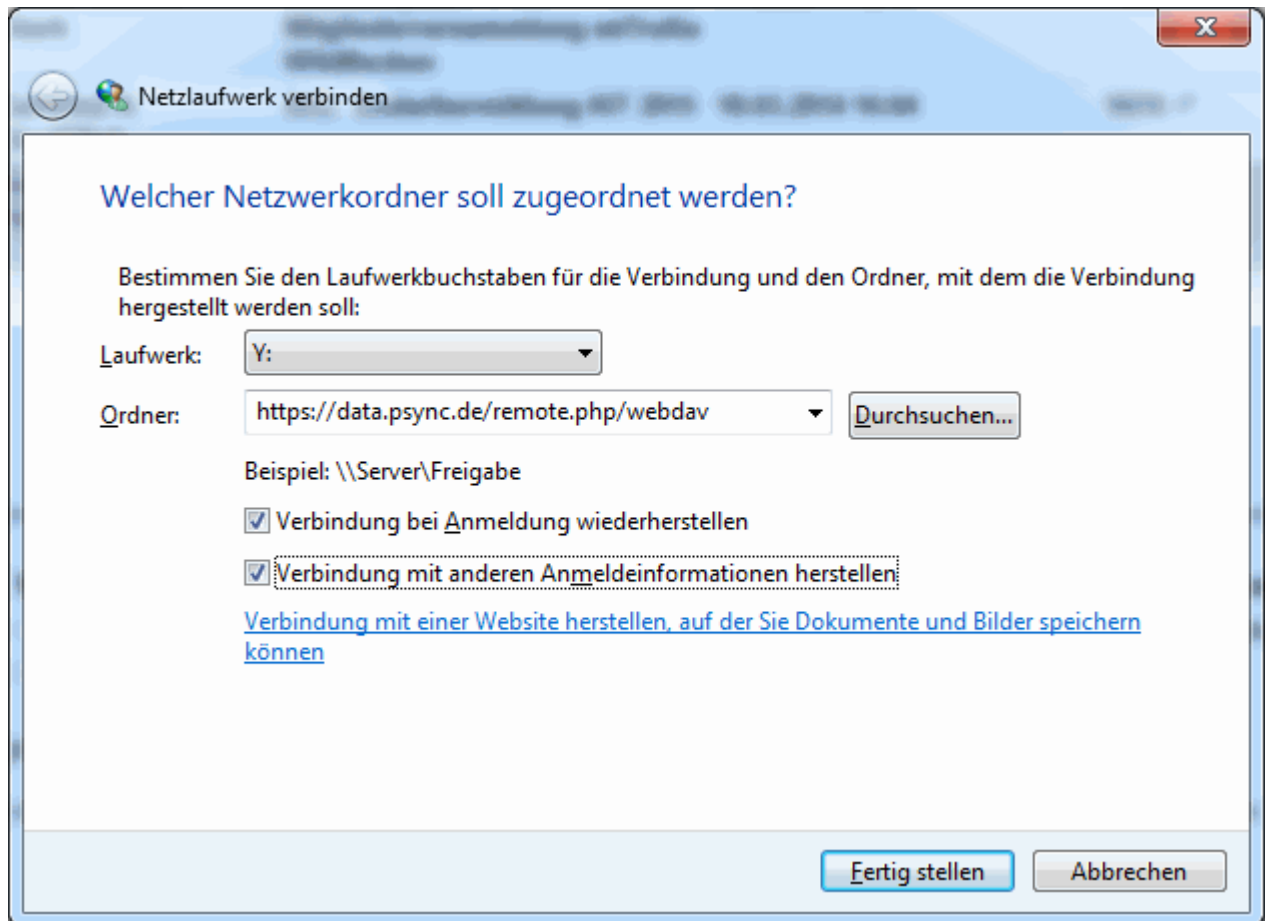 Netzlaufwerk verbinden
Welcher Netzwerkordner soll zugeordnet werden?
Bestimmen Sie den Laufwerkbuchstaben für die Verbindung und den Ordner, mit dem die Verbindung
hergestellt werden soll:
Laufwerk: Y:
Ordner: https://data.psync.de/remote.php/webdav Durchsuchen...
Beispiel: \\Server\Freigabe
Verbindung bei Anmeldung wiederherstellen
Verbindung mit anderen Anmeldeinformationen herstellen
Verbindung mit einer Website herstellen, auf der Sie Dokumente und Bilder speichern
können
Fertig stellen Abbrechen